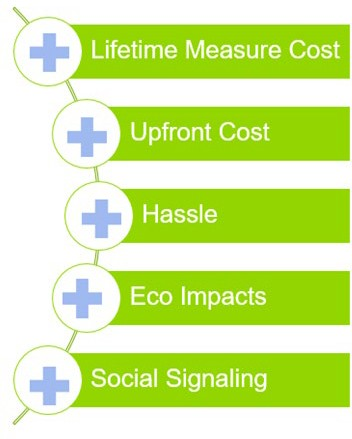 Lifetime Measure Cost
Upfront Cost
Hassle
Eco Impacts
Social Signaling